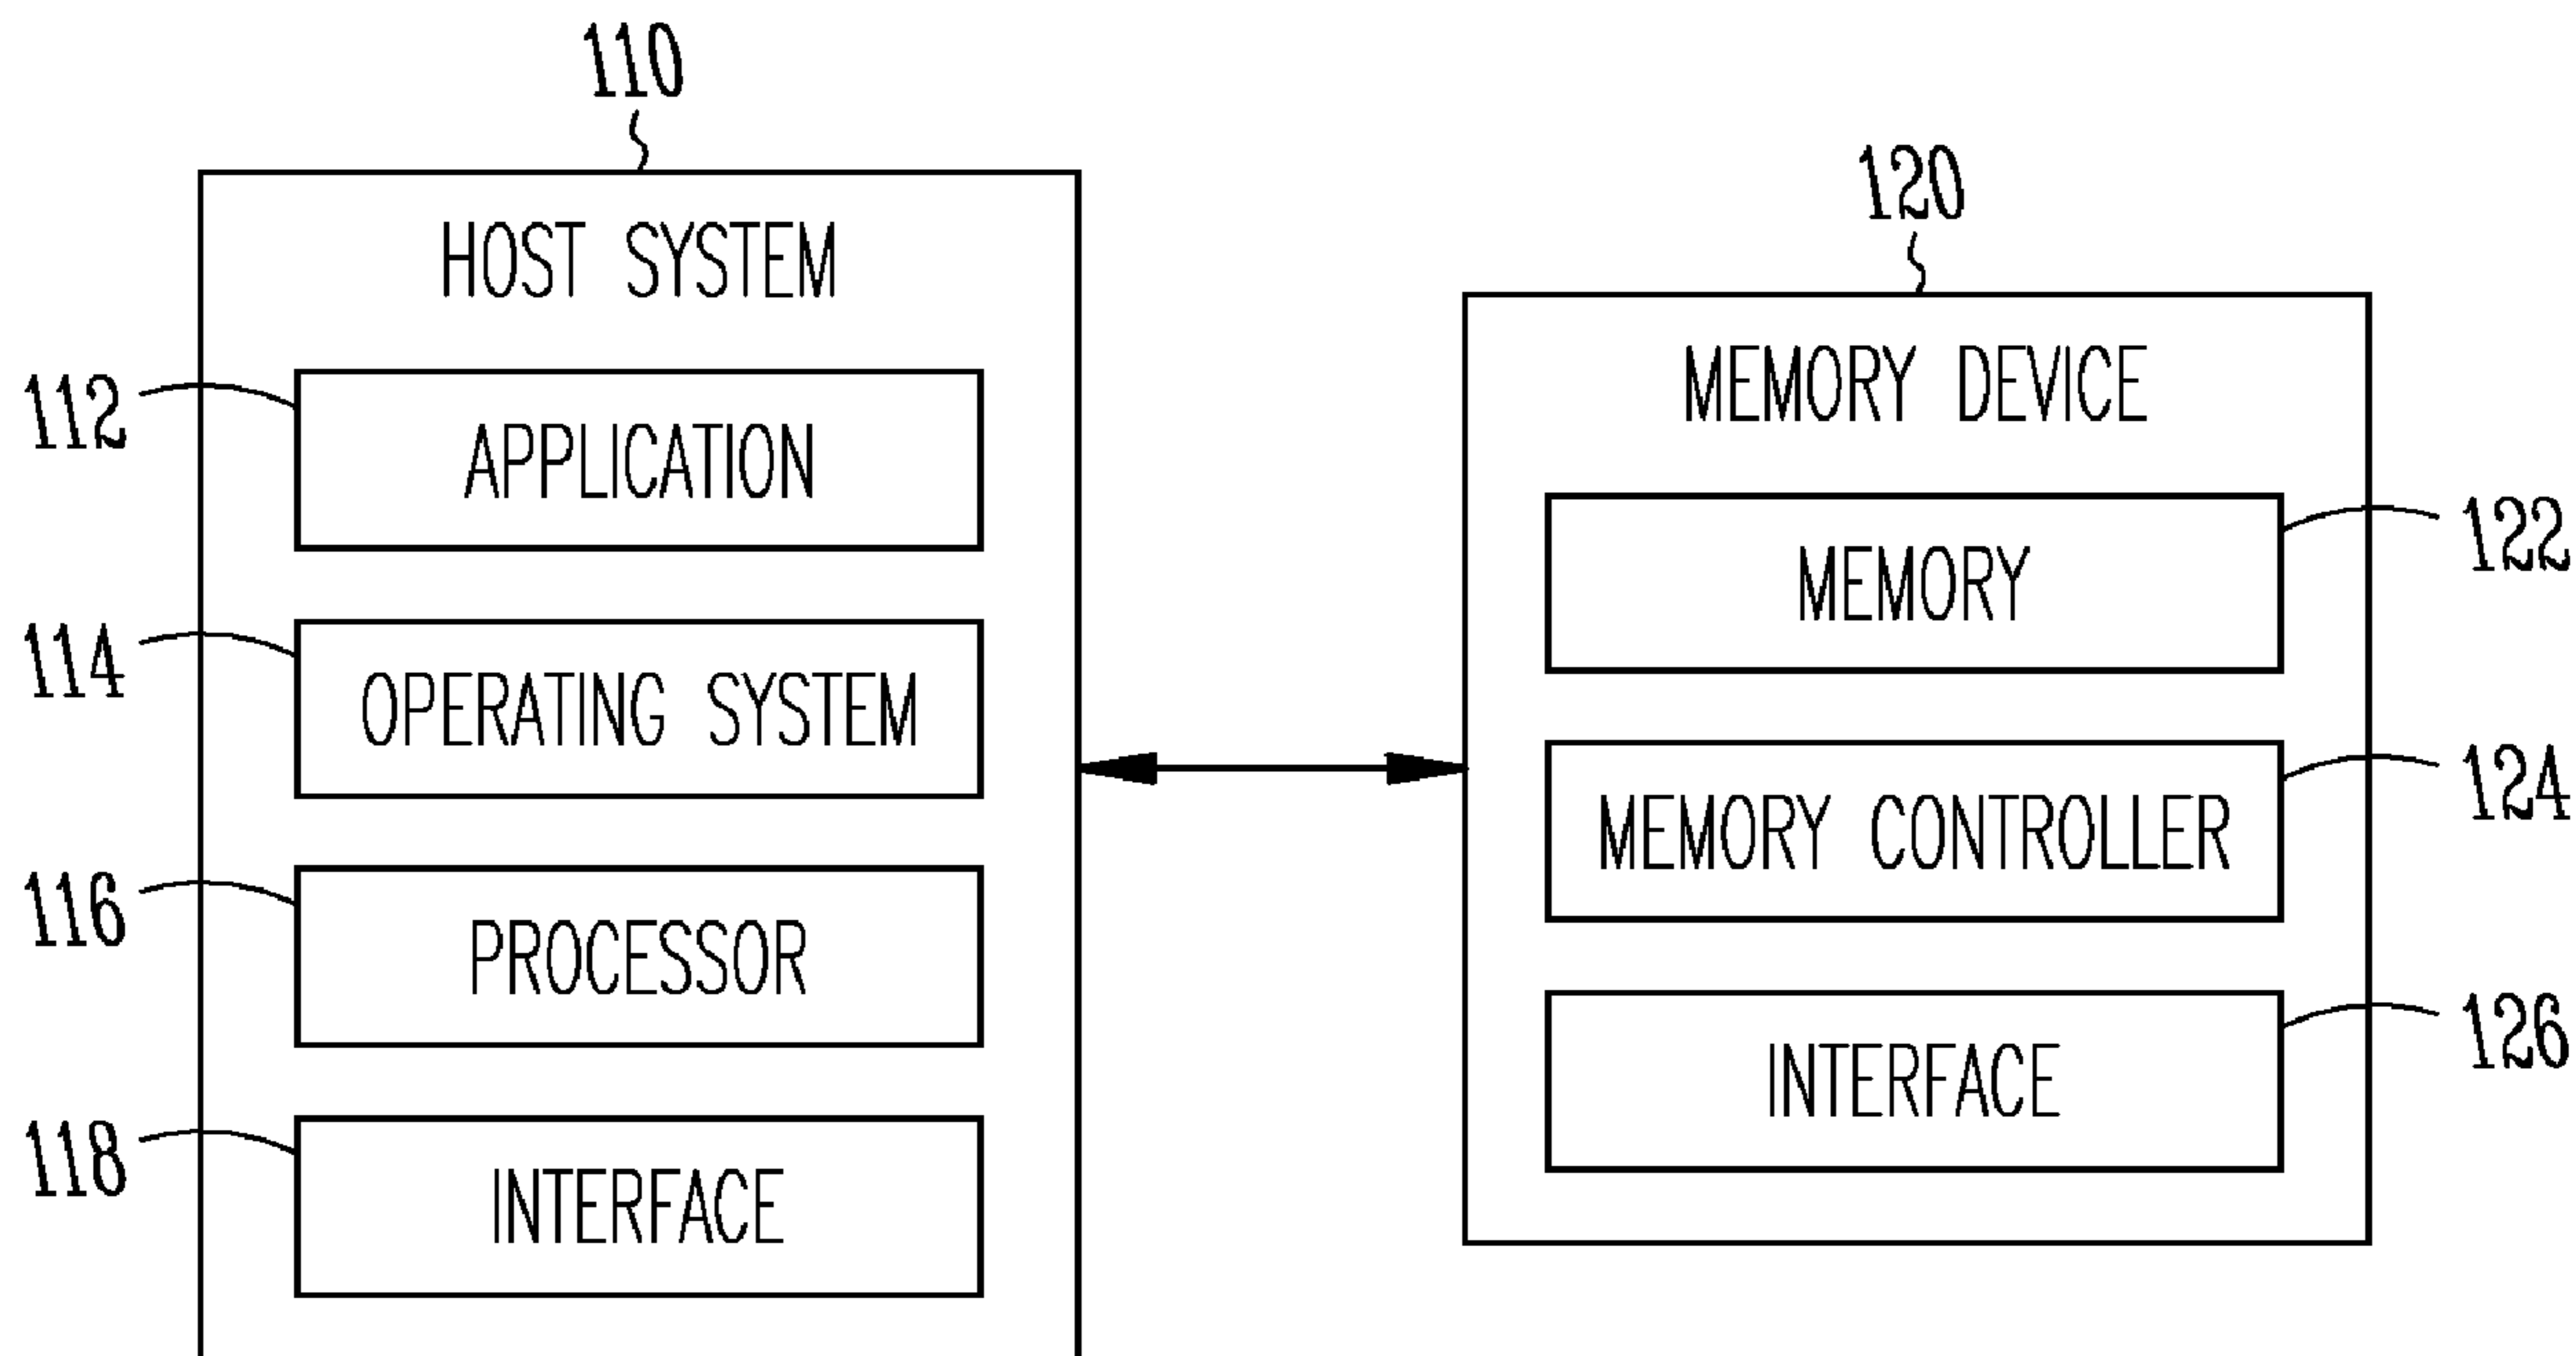 110
HOST SYSTEM
112
APPLICATION
114
OPERATING SYSTEM
116
PROCESSOR
118
INTERFACE
120
MEMORY DEVICE
MEMORY
122
MEMORY CONTROLLER
124
INTERFACE
126